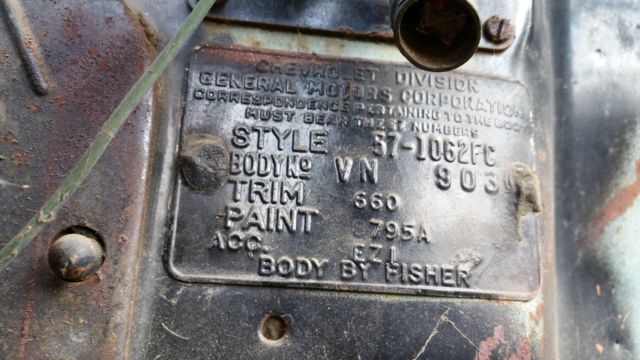 CHEVROLET DIVISION
GENERAL MOTORS CORPORATION
CORRESPONDENCE PERTAINING TO THE BODY
MUST BEAR THESE NUMBERS
STYLE 57-1062FC
BODY No VN 903
TRIM 660
PAINT 795A
ACC. EZI
BODY BY FISHER